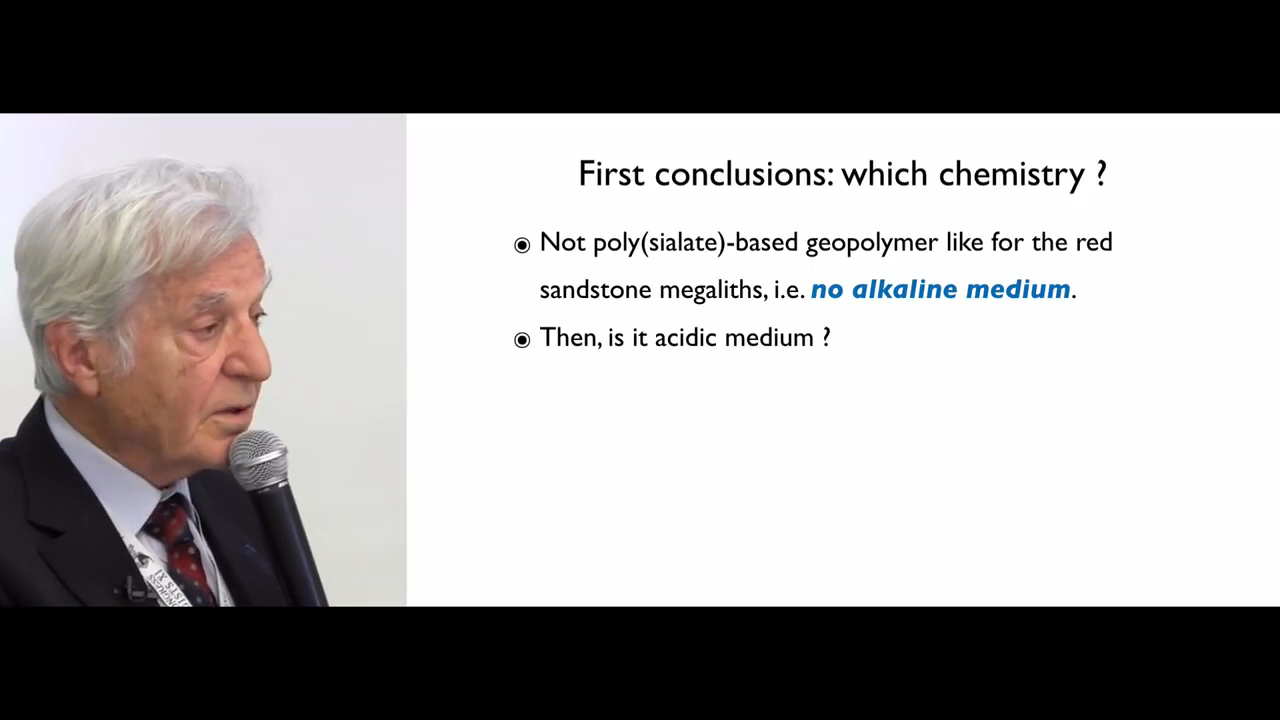 First conclusions: which chemistry ?
◉ Not poly(sialate)-based geopolymer like for the red
sandstone megaliths, i.e. no alkaline medium.
◉ Then, is it acidic medium ?